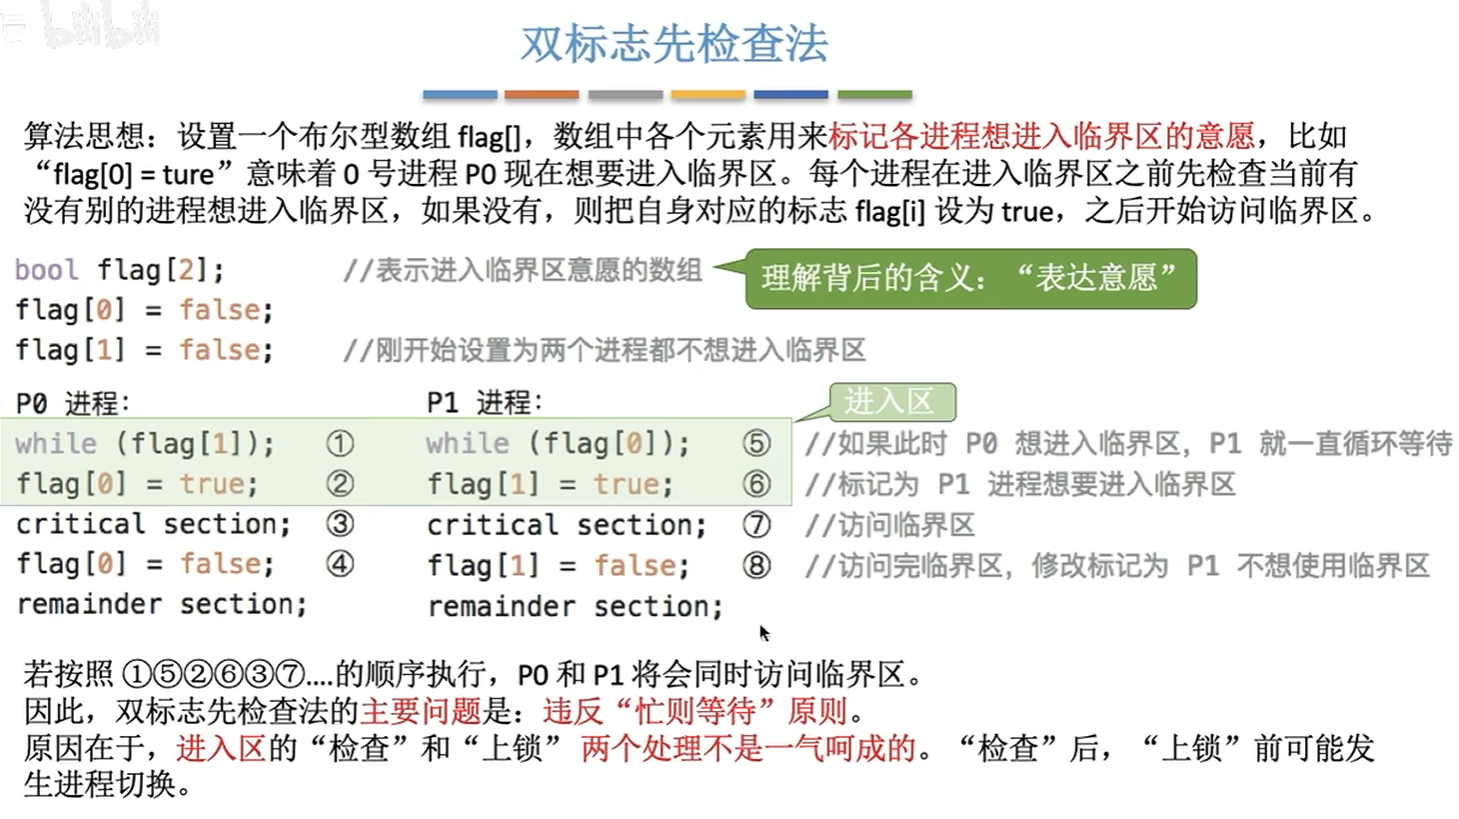 bilibili
双标志先检查法
算法思想：设置一个布尔型数组 flag[]，数组中各个元素用来标记各进程想进入临界区的意愿，比如
“flag[0] = ture”意味着 0 号进程 P0 现在想要进入临界区。每个进程在进入临界区之前先检查当前有
没有别的进程想进入临界区，如果没有，则把自身对应的标志 flag[i] 设为 true，之后开始访问临界区。
bool flag[2]; //表示进入临界区意愿的数组
理解背后的含义：“表达意愿”
flag[0] = false;
flag[1] = false; //刚开始设置为两个进程都不想进入临界区
P0 进程: P1 进程:
进入区
while (flag[1]); ① while (flag[0]); ⑤ //如果此时 P0 想进入临界区，P1 就一直循环等待
flag[0] = true; ② flag[1] = true; ⑥ //标记为 P1 进程想要进入临界区
critical section; ③ critical section; ⑦ //访问临界区
flag[0] = false; ④ flag[1] = false; ⑧ //访问完临界区，修改标记为 P1 不想使用临界区
remainder section; remainder section;
若按照 ①⑤②⑥③⑦....的顺序执行，P0 和 P1 将会同时访问临界区。
因此，双标志先检查法的主要问题是：违反“忙则等待”原则。
原因在于，进入区的“检查”和“上锁” 两个处理不是一气呵成的。“检查”后，“上锁”前可能发
生进程切换。